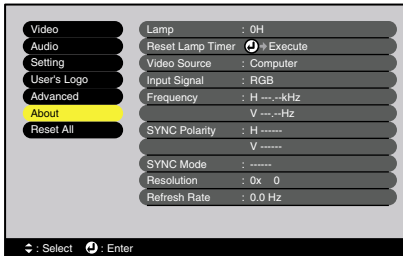 Video
Audio
Setting
User's Logo
Advanced
About
Reset All
Lamp : 0H
Reset Lamp Timer Execute
Video Source : Computer
Input Signal : RGB
Frequency : H ---.--kHz
V ---.--Hz
SYNC Polarity : H ------
V ------
SYNC Mode : ------
Resolution : 0x 0
Refresh Rate : 0.0 Hz
: Select : Enter